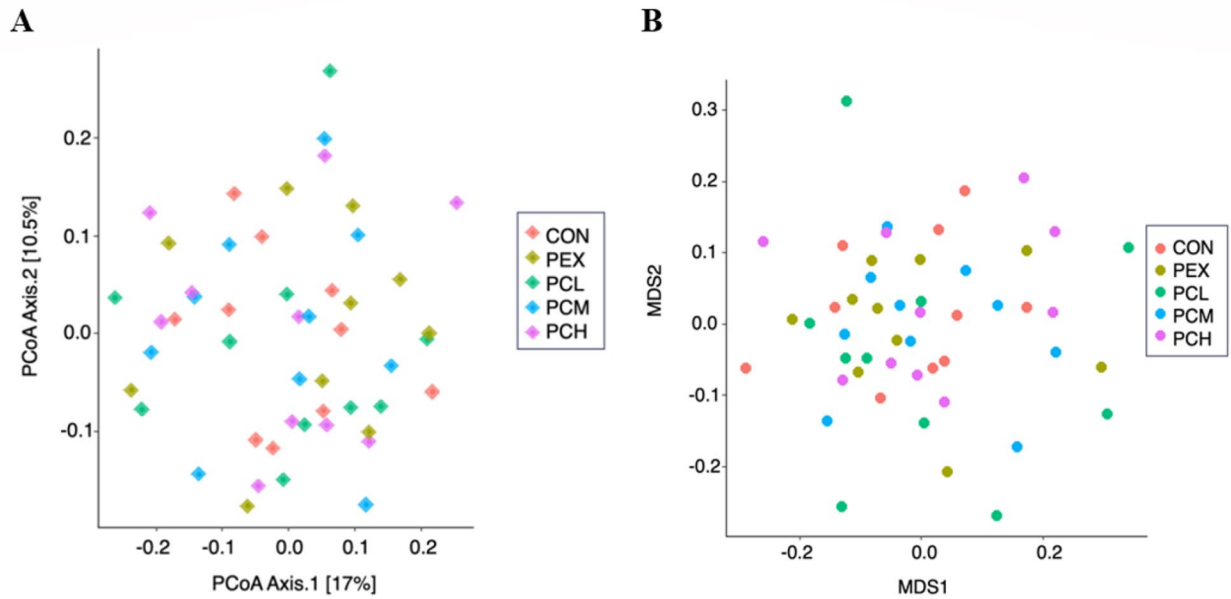 A
PCoA Axis.2 [10.5%]
0.2
0.1
0.0
-0.1
-0.2 -0.1 0.0 0.1 0.2
PCoA Axis.1 [17%]
CON
PEX
PCL
PCM
PCH
B
MDS2
0.3
0.2
0.1
0.0
-0.1
-0.2
-0.2 0.0 0.2
MDS1
CON
PEX
PCL
PCM
PCH